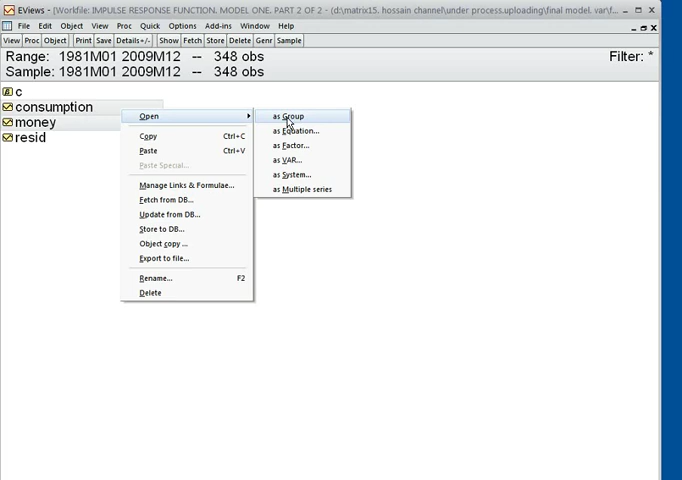 EViews - [Workfile: IMPULSE RESPONSE FUNCTION. MODEL ONE. PART 2 OF 2 - (d:\matrix15. hossain channel\under process.uploading\final model. var\f...
File Edit Object View Proc Quick Options Add-ins Window Help
View Proc Object Print Save Details+/- Show Fetch Store Delete Genr Sample
Range: 1981M01 2009M12 -- 348 obs Filter: *
Sample: 1981M01 2009M12 -- 348 obs
c
consumption
money
resid
Open
Copy Ctrl+C
Paste Ctrl+V
Paste Special...
Manage Links & Formulae...
Fetch from DB...
Update from DB...
Store to DB...
Object copy ...
Export to file...
Rename... F2
Delete
as Group
as Equation...
as Factor...
as VAR...
as System...
as Multiple series